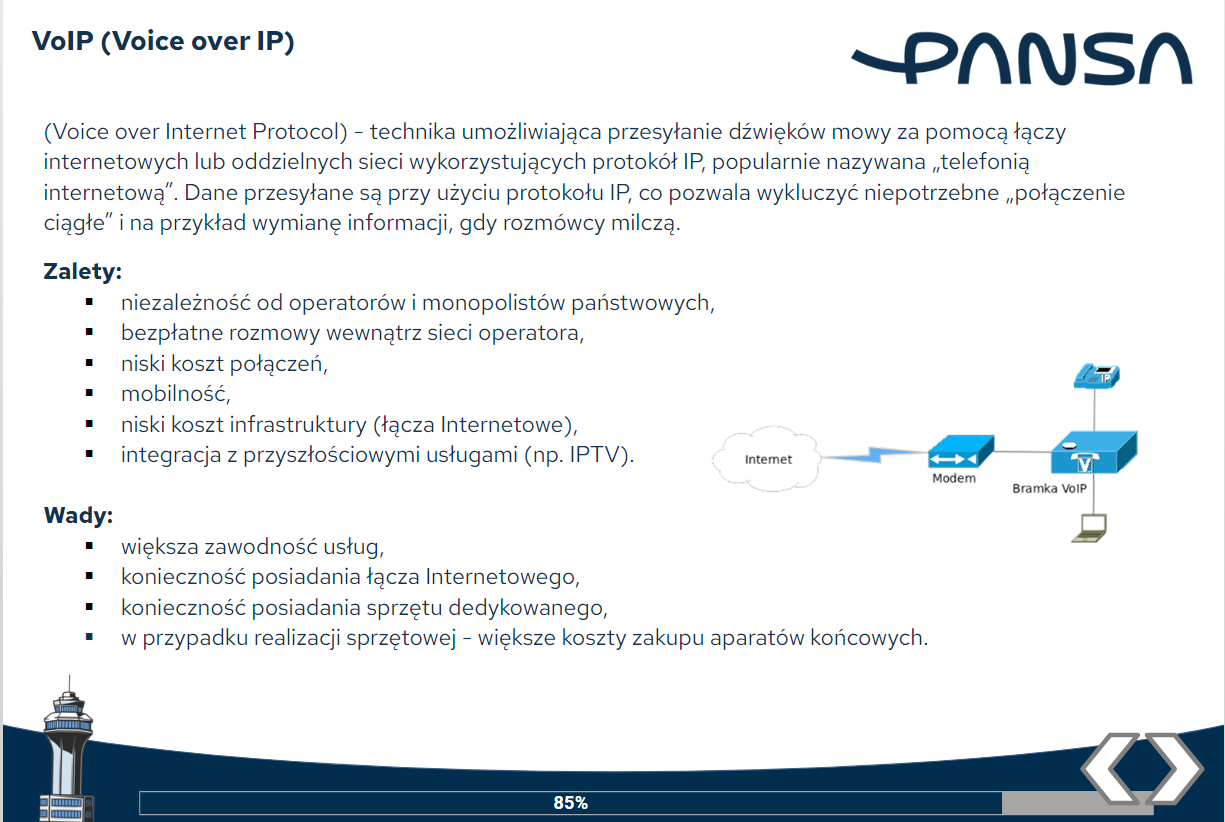 VoIP (Voice over IP)
PANSA
(Voice over Internet Protocol) – technika umożliwiająca przesyłanie dźwięków mowy za pomocą łączy
internetowych lub oddzielnych sieci wykorzystujących protokół IP, popularnie nazywana „telefonią
internetową”. Dane przesyłane są przy użyciu protokołu IP, co pozwala wykluczyć niepotrzebne „połączenie
ciągłe” i na przykład wymianę informacji, gdy rozmówcy milczą.
Zalety:
▪ niezależność od operatorów i monopolistów państwowych,
▪ bezpłatne rozmowy wewnątrz sieci operatora,
▪ niski koszt połączeń,
▪ mobilność,
▪ niski koszt infrastruktury (łącza Internetowe),
▪ integracja z przyszłościowymi usługami (np. IPTV).
IP
Internet
Modem
V
Bramka VoIP
Wady:
▪ większa zawodność usług,
▪ konieczność posiadania łącza Internetowego,
▪ konieczność posiadania sprzętu dedykowanego,
▪ w przypadku realizacji sprzętowej – większe koszty zakupu aparatów końcowych.
85%